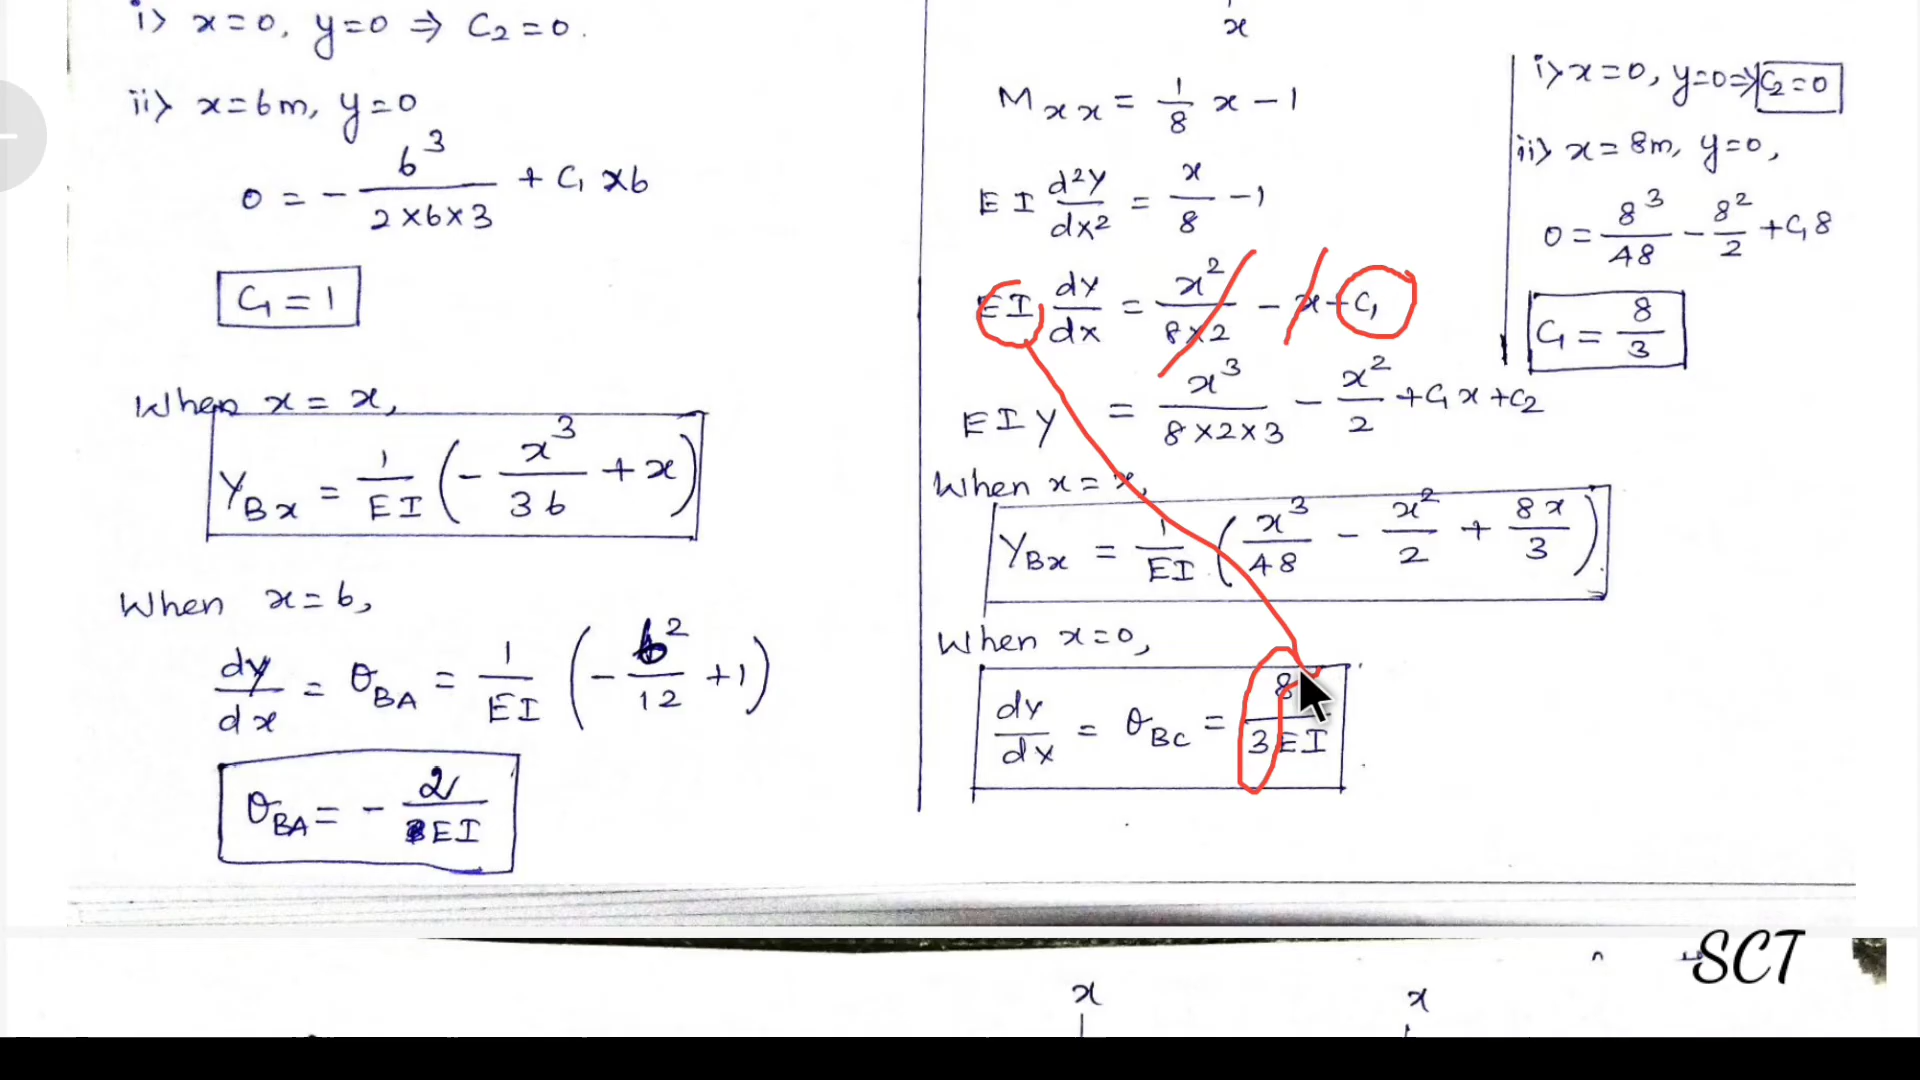 i) x=0, y=0 ⇒ C₂=0.
ii) x=6m, y=0
0 = - 6³/(2×6×3) + C₁ × 6
C₁ = 1
When x = x,
Y_Bx = 1/EI (- x³/36 + x)
When x=6,
dy/dx = θ_BA = 1/EI (- 6²/12 + 1)
θ_BA = - 2/EI
x
M_xx = 1/8 x - 1
EI d²y/dx² = x/8 - 1
EI dy/dx = x²/(8×2) - x + C₁
EIY = x³/(8×2×3) - x²/2 + C₁x + C₂
When x = x,
Y_Bx = 1/EI (x³/48 - x²/2 + 8x/3)
When x=0,
dy/dx = θ_BC = 8/3EI
i) x=0, y=0 ⇒ C₂=0
ii) x=8m, y=0,
0 = 8³/48 - 8²/2 + C₁8
C₁ = 8/3
SCT
x x